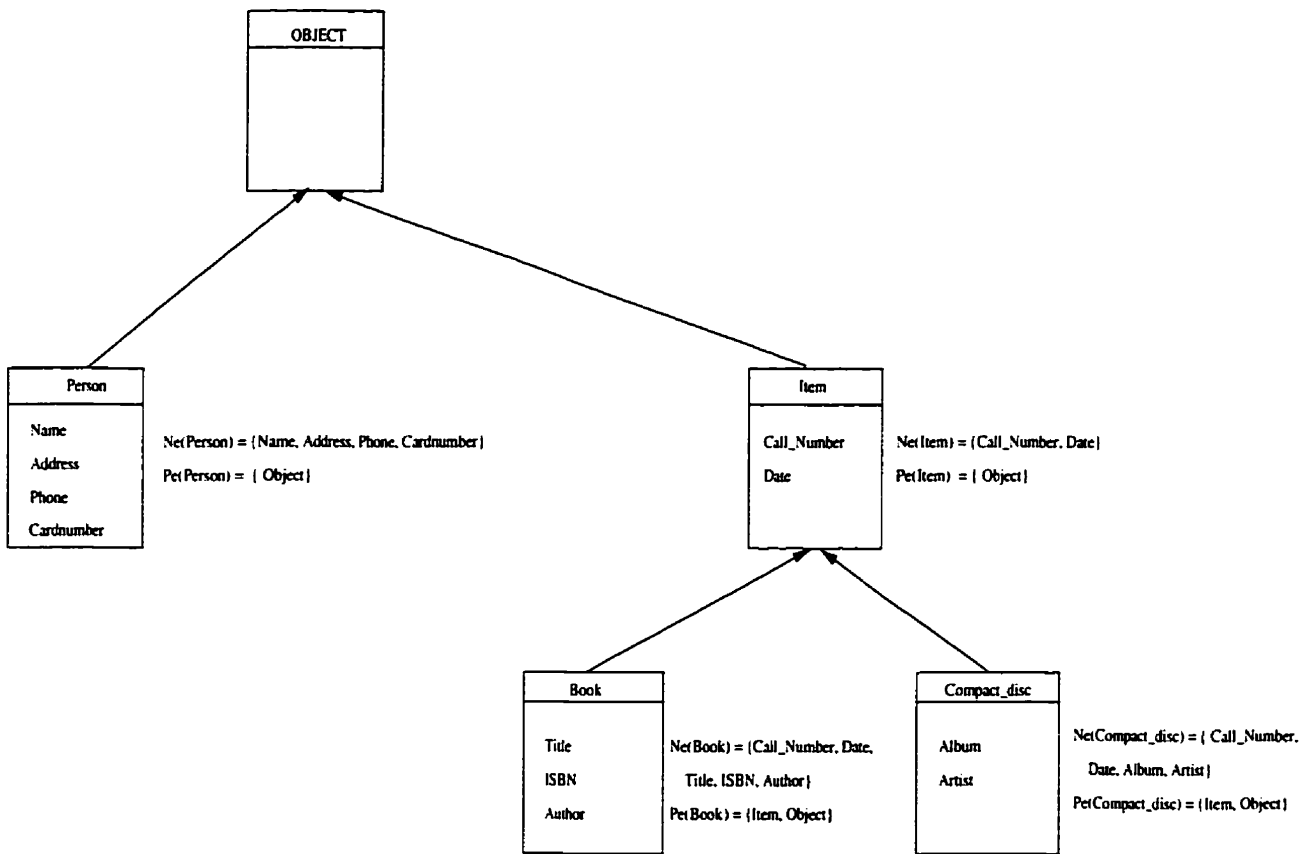 OBJECT
Person
Name
Address
Phone
Cardnumber
Ne(Person) = {Name, Address, Phone, Cardnumber}
Pe(Person) = { Object}
Item
Call_Number
Date
Ne(Item) = {Call_Number, Date}
Pe(Item) = { Object}
Book
Title
ISBN
Author
Ne(Book) = {Call_Number, Date,
Title, ISBN, Author}
Pe(Book) = {Item, Object}
Compact_disc
Album
Artist
Ne(Compact_disc) = { Call_Number,
Date, Album, Artist}
Pe(Compact_disc) = {Item, Object}